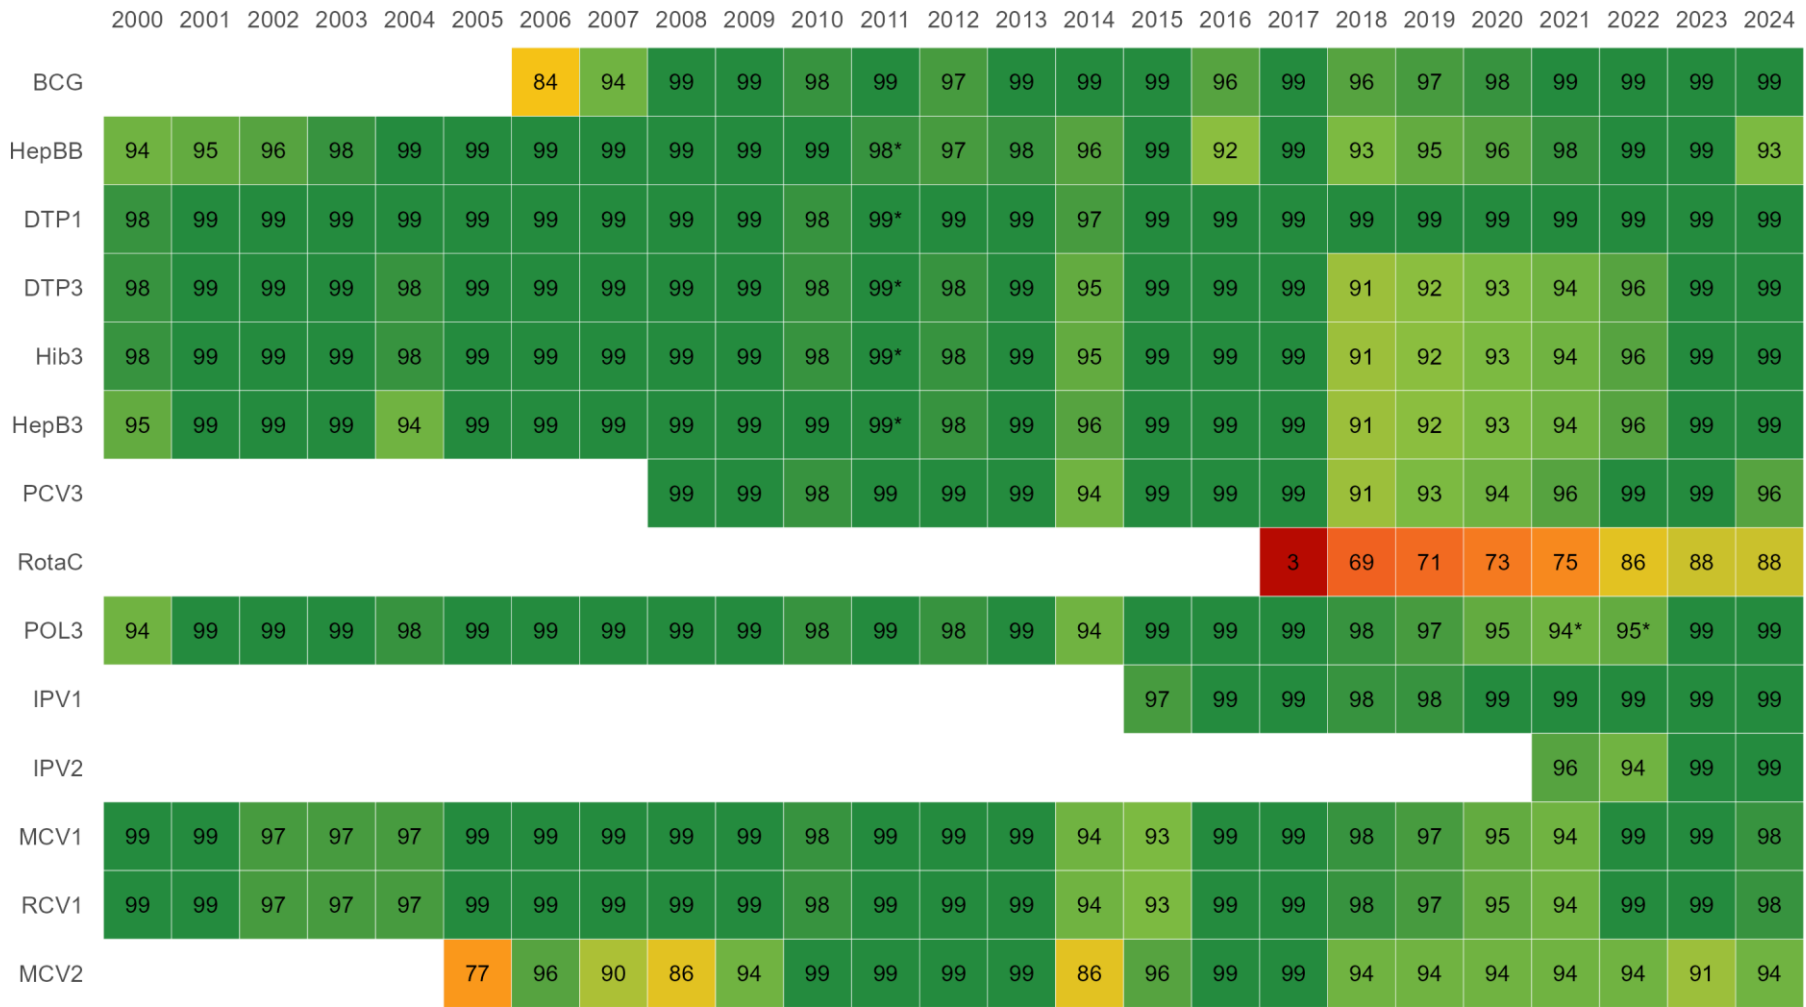 2000 2001 2002 2003 2004 2005 2006 2007 2008 2009 2010 2011 2012 2013 2014 2015 2016 2017 2018 2019 2020 2021 2022 2023 2024
BCG 84 94 99 99 98 99 97 99 99 99 96 99 96 97 98 99 99 99 99
HepBB 94 95 96 98 99 99 99 99 99 99 99 98* 97 98 96 99 92 99 93 95 96 98 99 99 93
DTP1 98 99 99 99 99 99 99 99 99 99 98 99* 99 99 97 99 99 99 99 99 99 99 99 99 99
DTP3 98 99 99 99 98 99 99 99 99 99 98 99* 98 99 95 99 99 99 91 92 93 94 96 99 99
Hib3 98 99 99 99 98 99 99 99 99 99 98 99* 98 99 95 99 99 99 91 92 93 94 96 99 99
HepB3 95 99 99 99 94 99 99 99 99 99 99 99* 98 99 96 99 99 99 91 92 93 94 96 99 99
PCV3 99 99 98 99 99 99 94 99 99 99 91 93 94 96 99 99 96
RotaC 3 69 71 73 75 86 88 88
POL3 94 99 99 99 98 99 99 99 99 99 98 99 98 99 94 99 99 99 98 97 95 94* 95* 99 99
IPV1 97 99 99 98 98 99 99 99 99 99
IPV2 96 94 99 99
MCV1 99 99 97 97 97 99 99 99 99 99 98 99 99 99 94 93 99 99 98 97 95 94 99 99 98
RCV1 99 99 97 97 97 99 99 99 99 99 98 99 99 99 94 93 99 99 98 97 95 94 99 99 98
MCV2 77 96 90 86 94 99 99 99 99 86 96 99 99 94 94 94 94 94 91 94